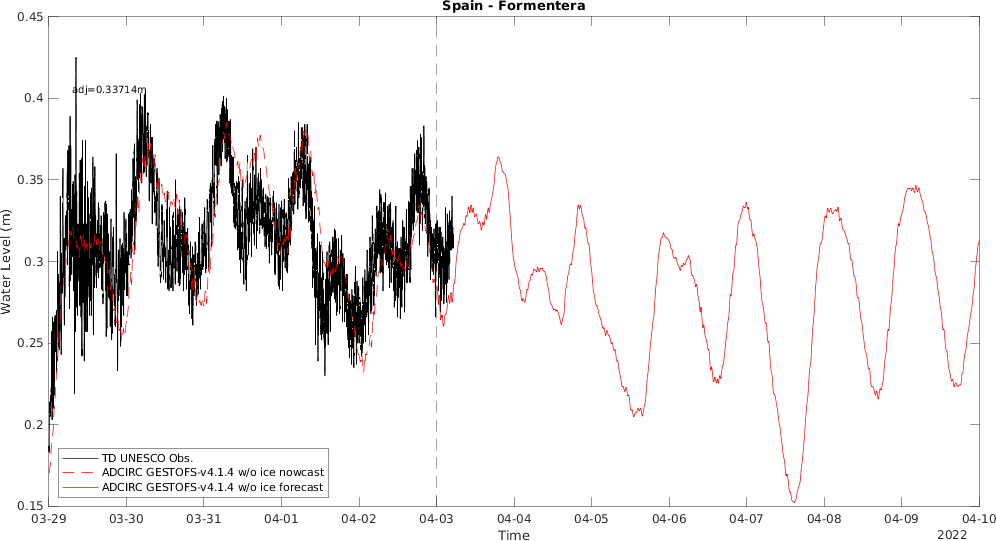 Spain - Formentera
0.45
0.4
0.35
0.3
0.25
0.2
0.15
Water Level (m)
adj=0.33714m
TD UNESCO Obs.
ADCIRC GESTOFS-v4.1.4 w/o ice nowcast
ADCIRC GESTOFS-v4.1.4 w/o ice forecast
03-29 03-30 03-31 04-01 04-02 04-03 04-04 04-05 04-06 04-07 04-08 04-09 04-10
Time
2022